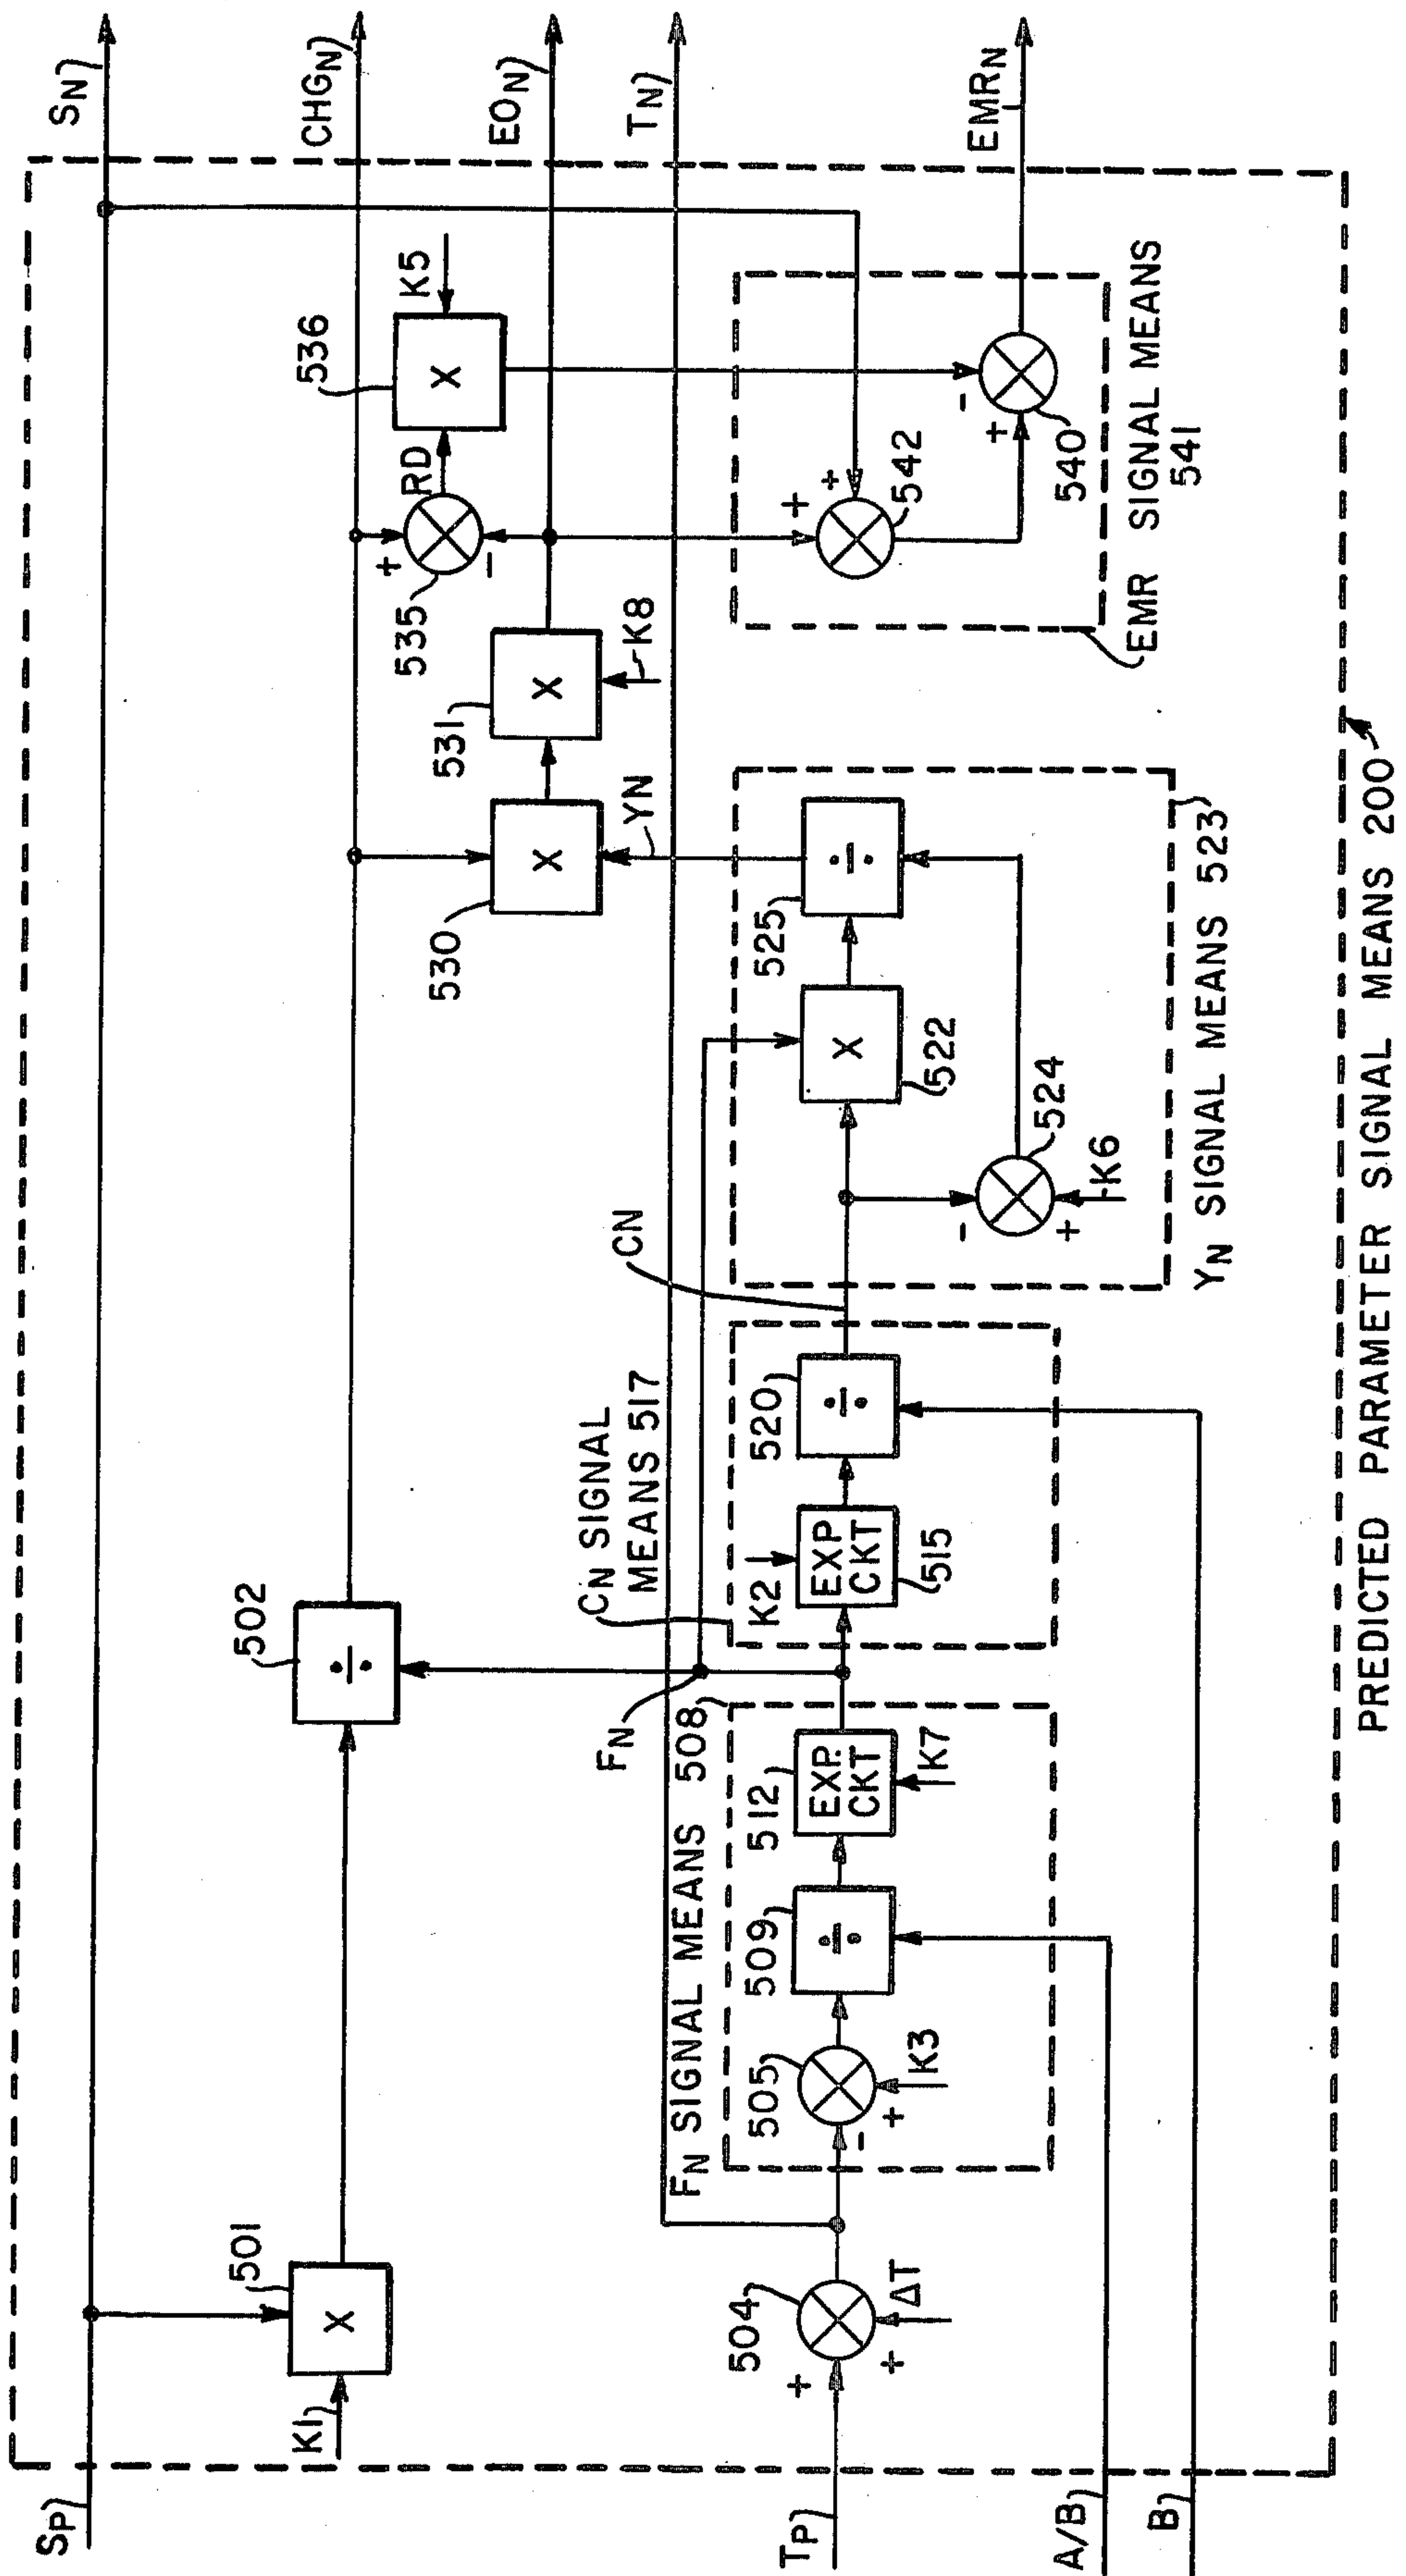 SP
SN
K1
501
X
502
÷
CHGN
536
X
K5
RD
+
-
535
531
X
K8
EON
530
X
YN
TN
CN
CN SIGNAL
MEANS 517
FN
FN SIGNAL MEANS 508
TP
+
504
+
ΔT
-
505
+
K3
509
÷
512
EXP.
CKT
K7
K2
EXP
CKT
515
520
÷
522
X
525
÷
-
524
+
K6
YN SIGNAL MEANS 523
+
+
542
-
+
540
EMRN
EMR SIGNAL MEANS
541
A/B
B
PREDICTED PARAMETER SIGNAL MEANS 200